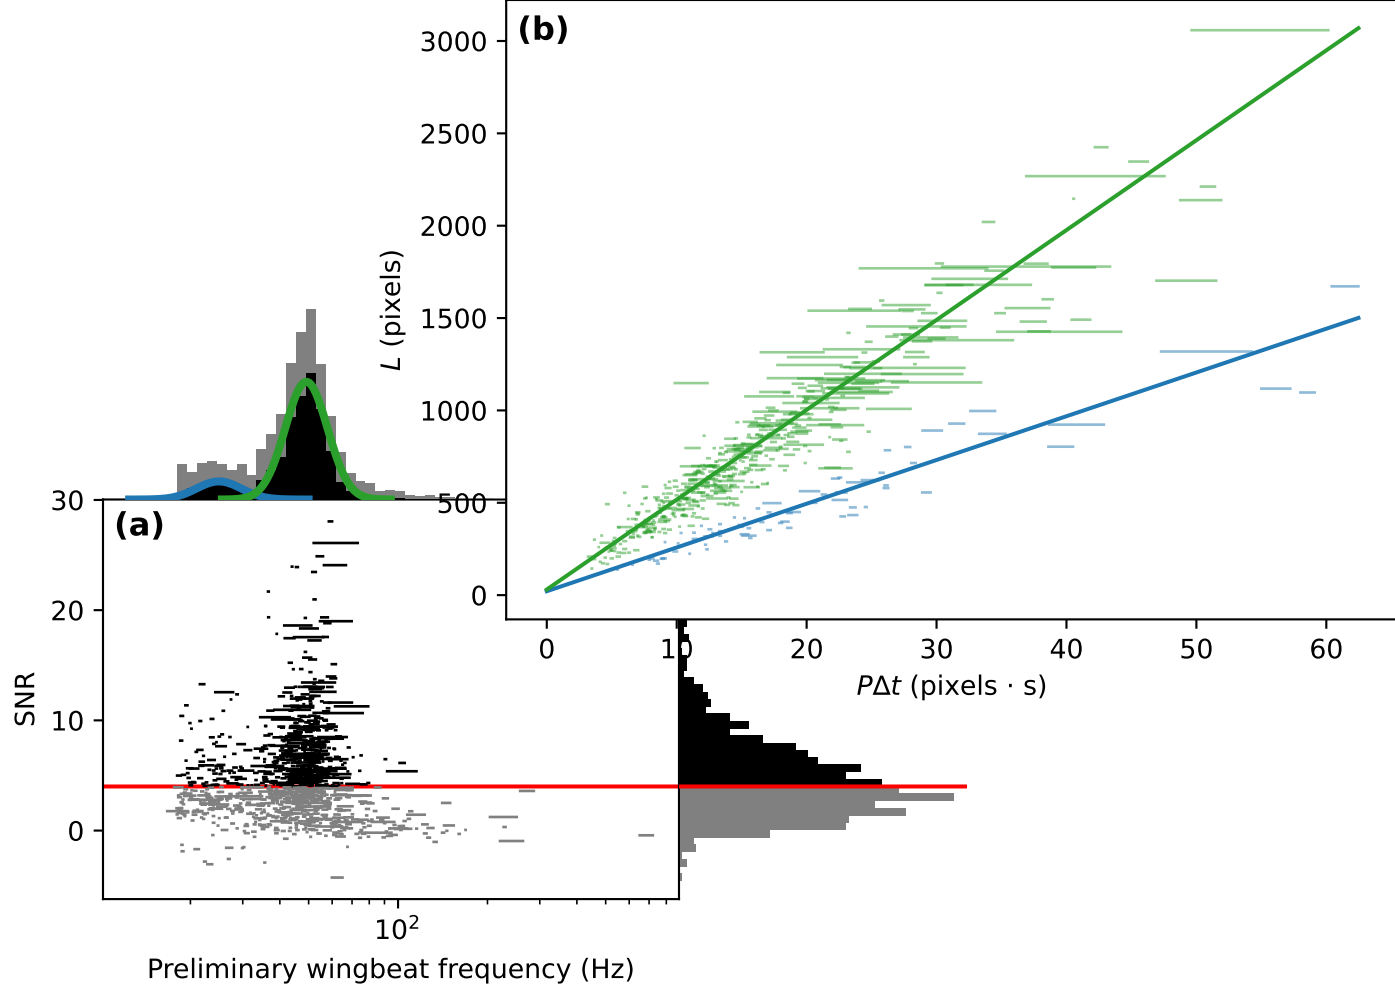 (b)
3000
2500
2000
1500
1000
500
0
L (pixels)
0 10 20 30 40 50 60
PΔt (pixels · s)
(a)
30
20
10
0
SNR
10²
Preliminary wingbeat frequency (Hz)